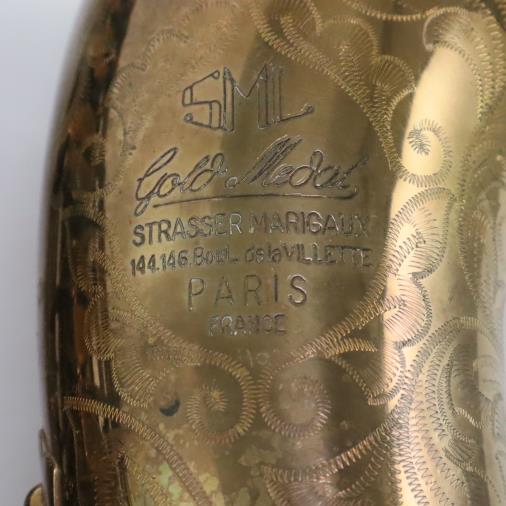 SML
Gold Medal
STRASSER MARIGAUX
144.146.Boul. de la VILLETTE
PARIS
FRANCE